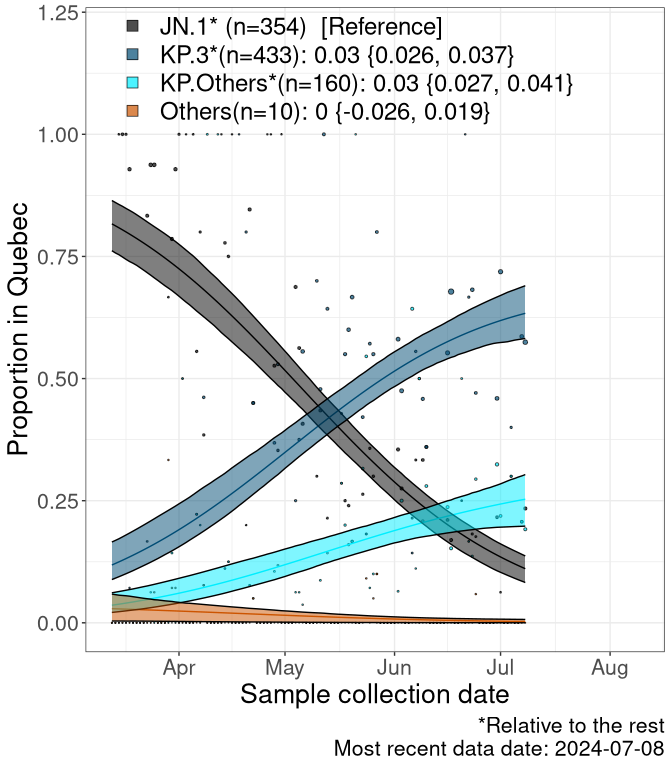 JN.1* (n=354)  [Reference]
KP.3*(n=433): 0.03 {0.026, 0.037}
KP.Others*(n=160): 0.03 {0.027, 0.041}
Others(n=10): 0 {-0.026, 0.019}
1.25
1.00
0.75
0.50
0.25
0.00
Proportion in Quebec
Apr May Jun Jul Aug
Sample collection date
*Relative to the rest
Most recent data date: 2024-07-08